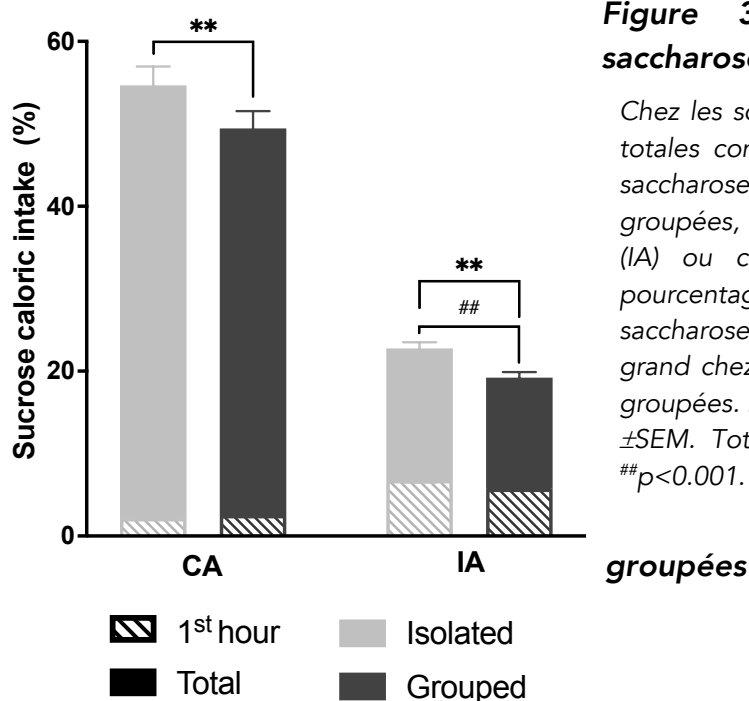 Figure 3
saccharose
Chez les so
totales con
saccharose
groupées,
(IA) ou c
pourcentag
saccharose
grand chez
groupées.
±SEM. Tot
##p<0.001.
groupées
Sucrose caloric intake (%)
60
40
20
0
**
**
##
CA IA
1st hour Isolated
Total Grouped